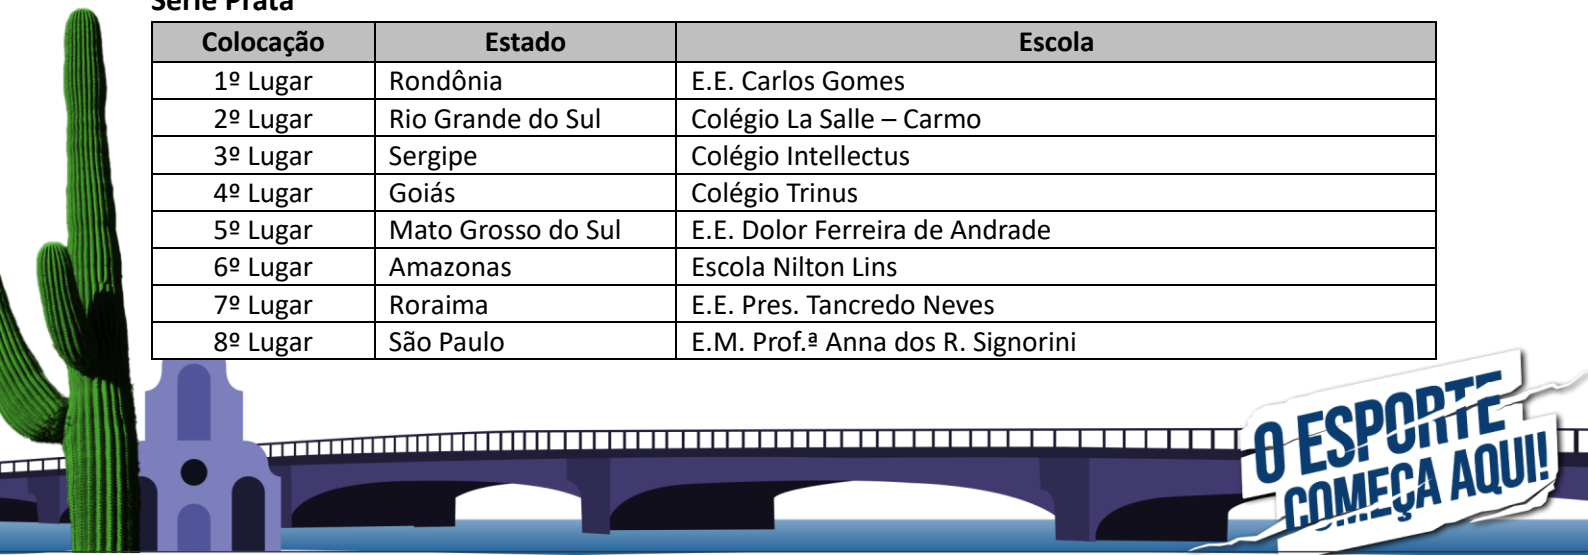 Série Prata
Colocação Estado Escola
1º Lugar Rondônia E.E. Carlos Gomes
2º Lugar Rio Grande do Sul Colégio La Salle – Carmo
3º Lugar Sergipe Colégio Intellectus
4º Lugar Goiás Colégio Trinus
5º Lugar Mato Grosso do Sul E.E. Dolor Ferreira de Andrade
6º Lugar Amazonas Escola Nilton Lins
7º Lugar Roraima E.E. Pres. Tancredo Neves
8º Lugar São Paulo E.M. Prof.ª Anna dos R. Signorini
O ESPORTE
COMEÇA AQUI!